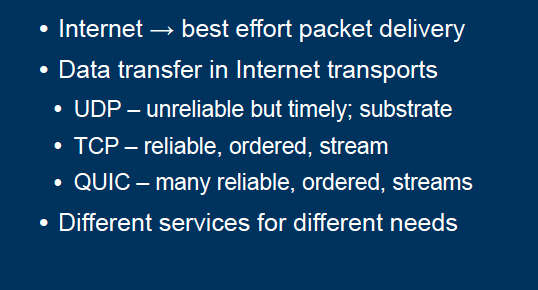 • Internet → best effort packet delivery
• Data transfer in Internet transports
• UDP – unreliable but timely; substrate
• TCP – reliable, ordered, stream
• QUIC – many reliable, ordered, streams
• Different services for different needs